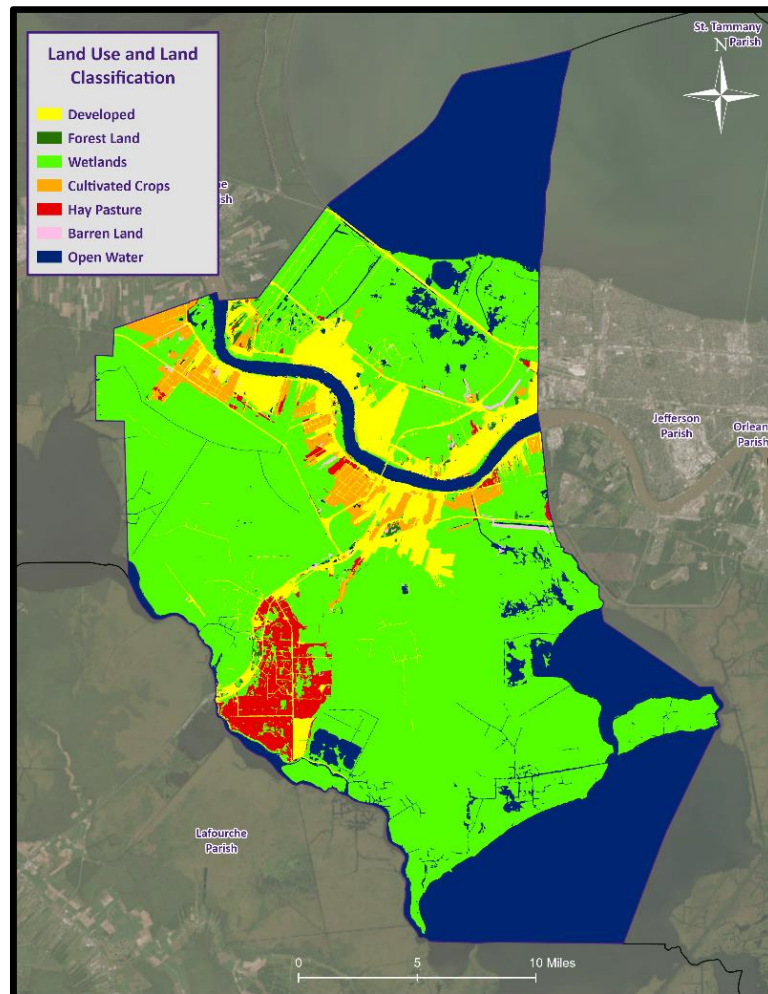 St. Tammany
Parish
N
Land Use and Land
Classification
Developed
Forest Land
Wetlands
Cultivated Crops
Hay Pasture
Barren Land
Open Water
Jefferson
Parish
Parish
Lafourche
Parish
0 5 10 Miles